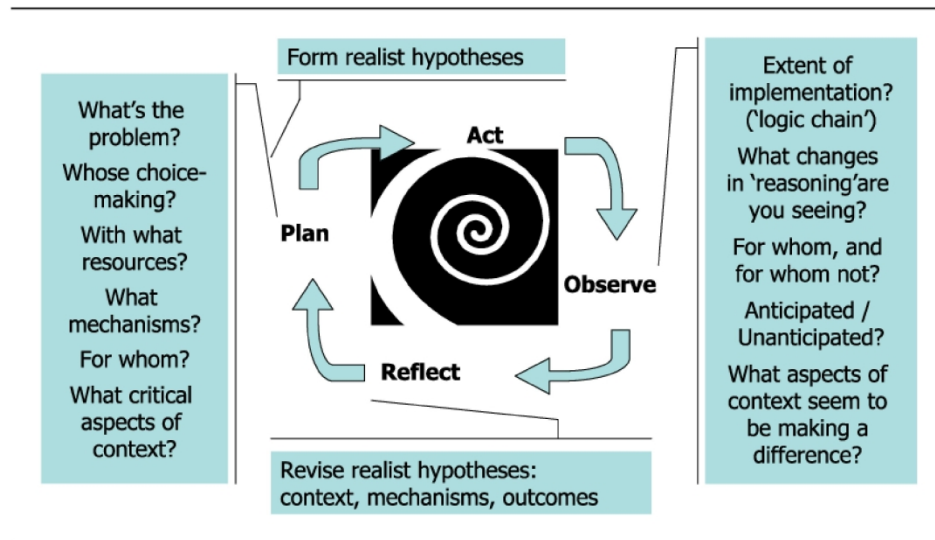 Form realist hypotheses
What's the
problem?
Whose choice-
making?
With what
resources?
What
mechanisms?
For whom?
What critical
aspects of
context?
Act
Plan
Observe
Reflect
Extent of
implementation?
('logic chain')
What changes
in 'reasoning'are
you seeing?
For whom, and
for whom not?
Anticipated /
Unanticipated?
What aspects of
context seem to
be making a
difference?
Revise realist hypotheses:
context, mechanisms, outcomes